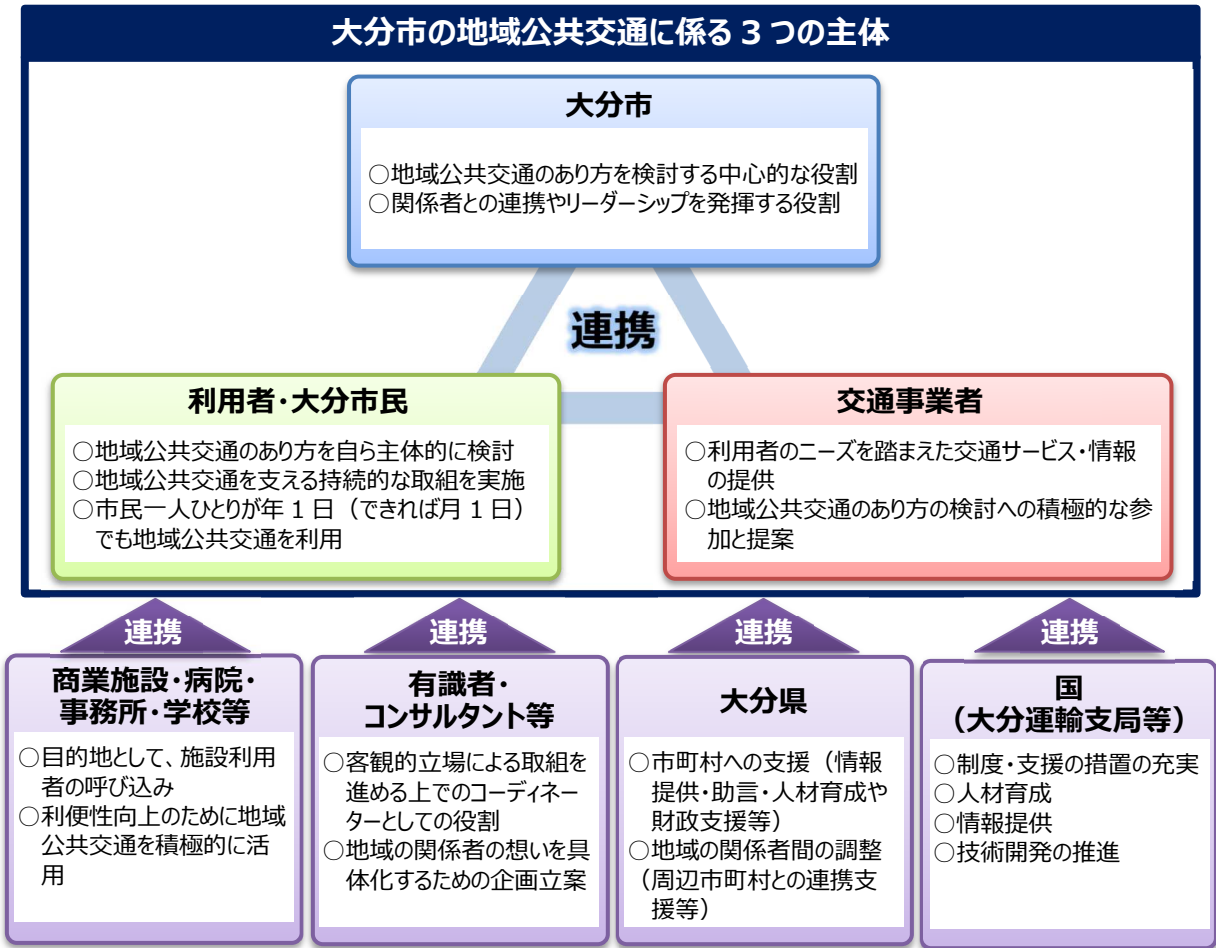 大分市の地域公共交通に係る3つの主体
大分市
○地域公共交通のあり方を検討する中心的な役割
○関係者との連携やリーダーシップを発揮する役割
連携
利用者・大分市民
○地域公共交通のあり方を自ら主体的に検討
○地域公共交通を支える持続的な取組を実施
○市民一人ひとりが年1日（できれば月1日）
でも地域公共交通を利用
交通事業者
○利用者のニーズを踏まえた交通サービス・情報
の提供
○地域公共交通のあり方の検討への積極的な参
加と提案
連携
商業施設・病院・
事務所・学校等
○目的地として、施設利用
者の呼び込み
○利便性向上のために地域
公共交通を積極的に活
用
連携
有識者・
コンサルタント等
○客観的立場による取組を
進める上でのコーディネー
ターとしての役割
○地域の関係者の想いを具
体化するための企画立案
連携
大分県
○市町村への支援（情報
提供・助言・人材育成や
財政支援等）
○地域の関係者間の調整
（周辺市町村との連携支
援等）
連携
国
（大分運輸支局等）
○制度・支援の措置の充実
○人材育成
○情報提供
○技術開発の推進